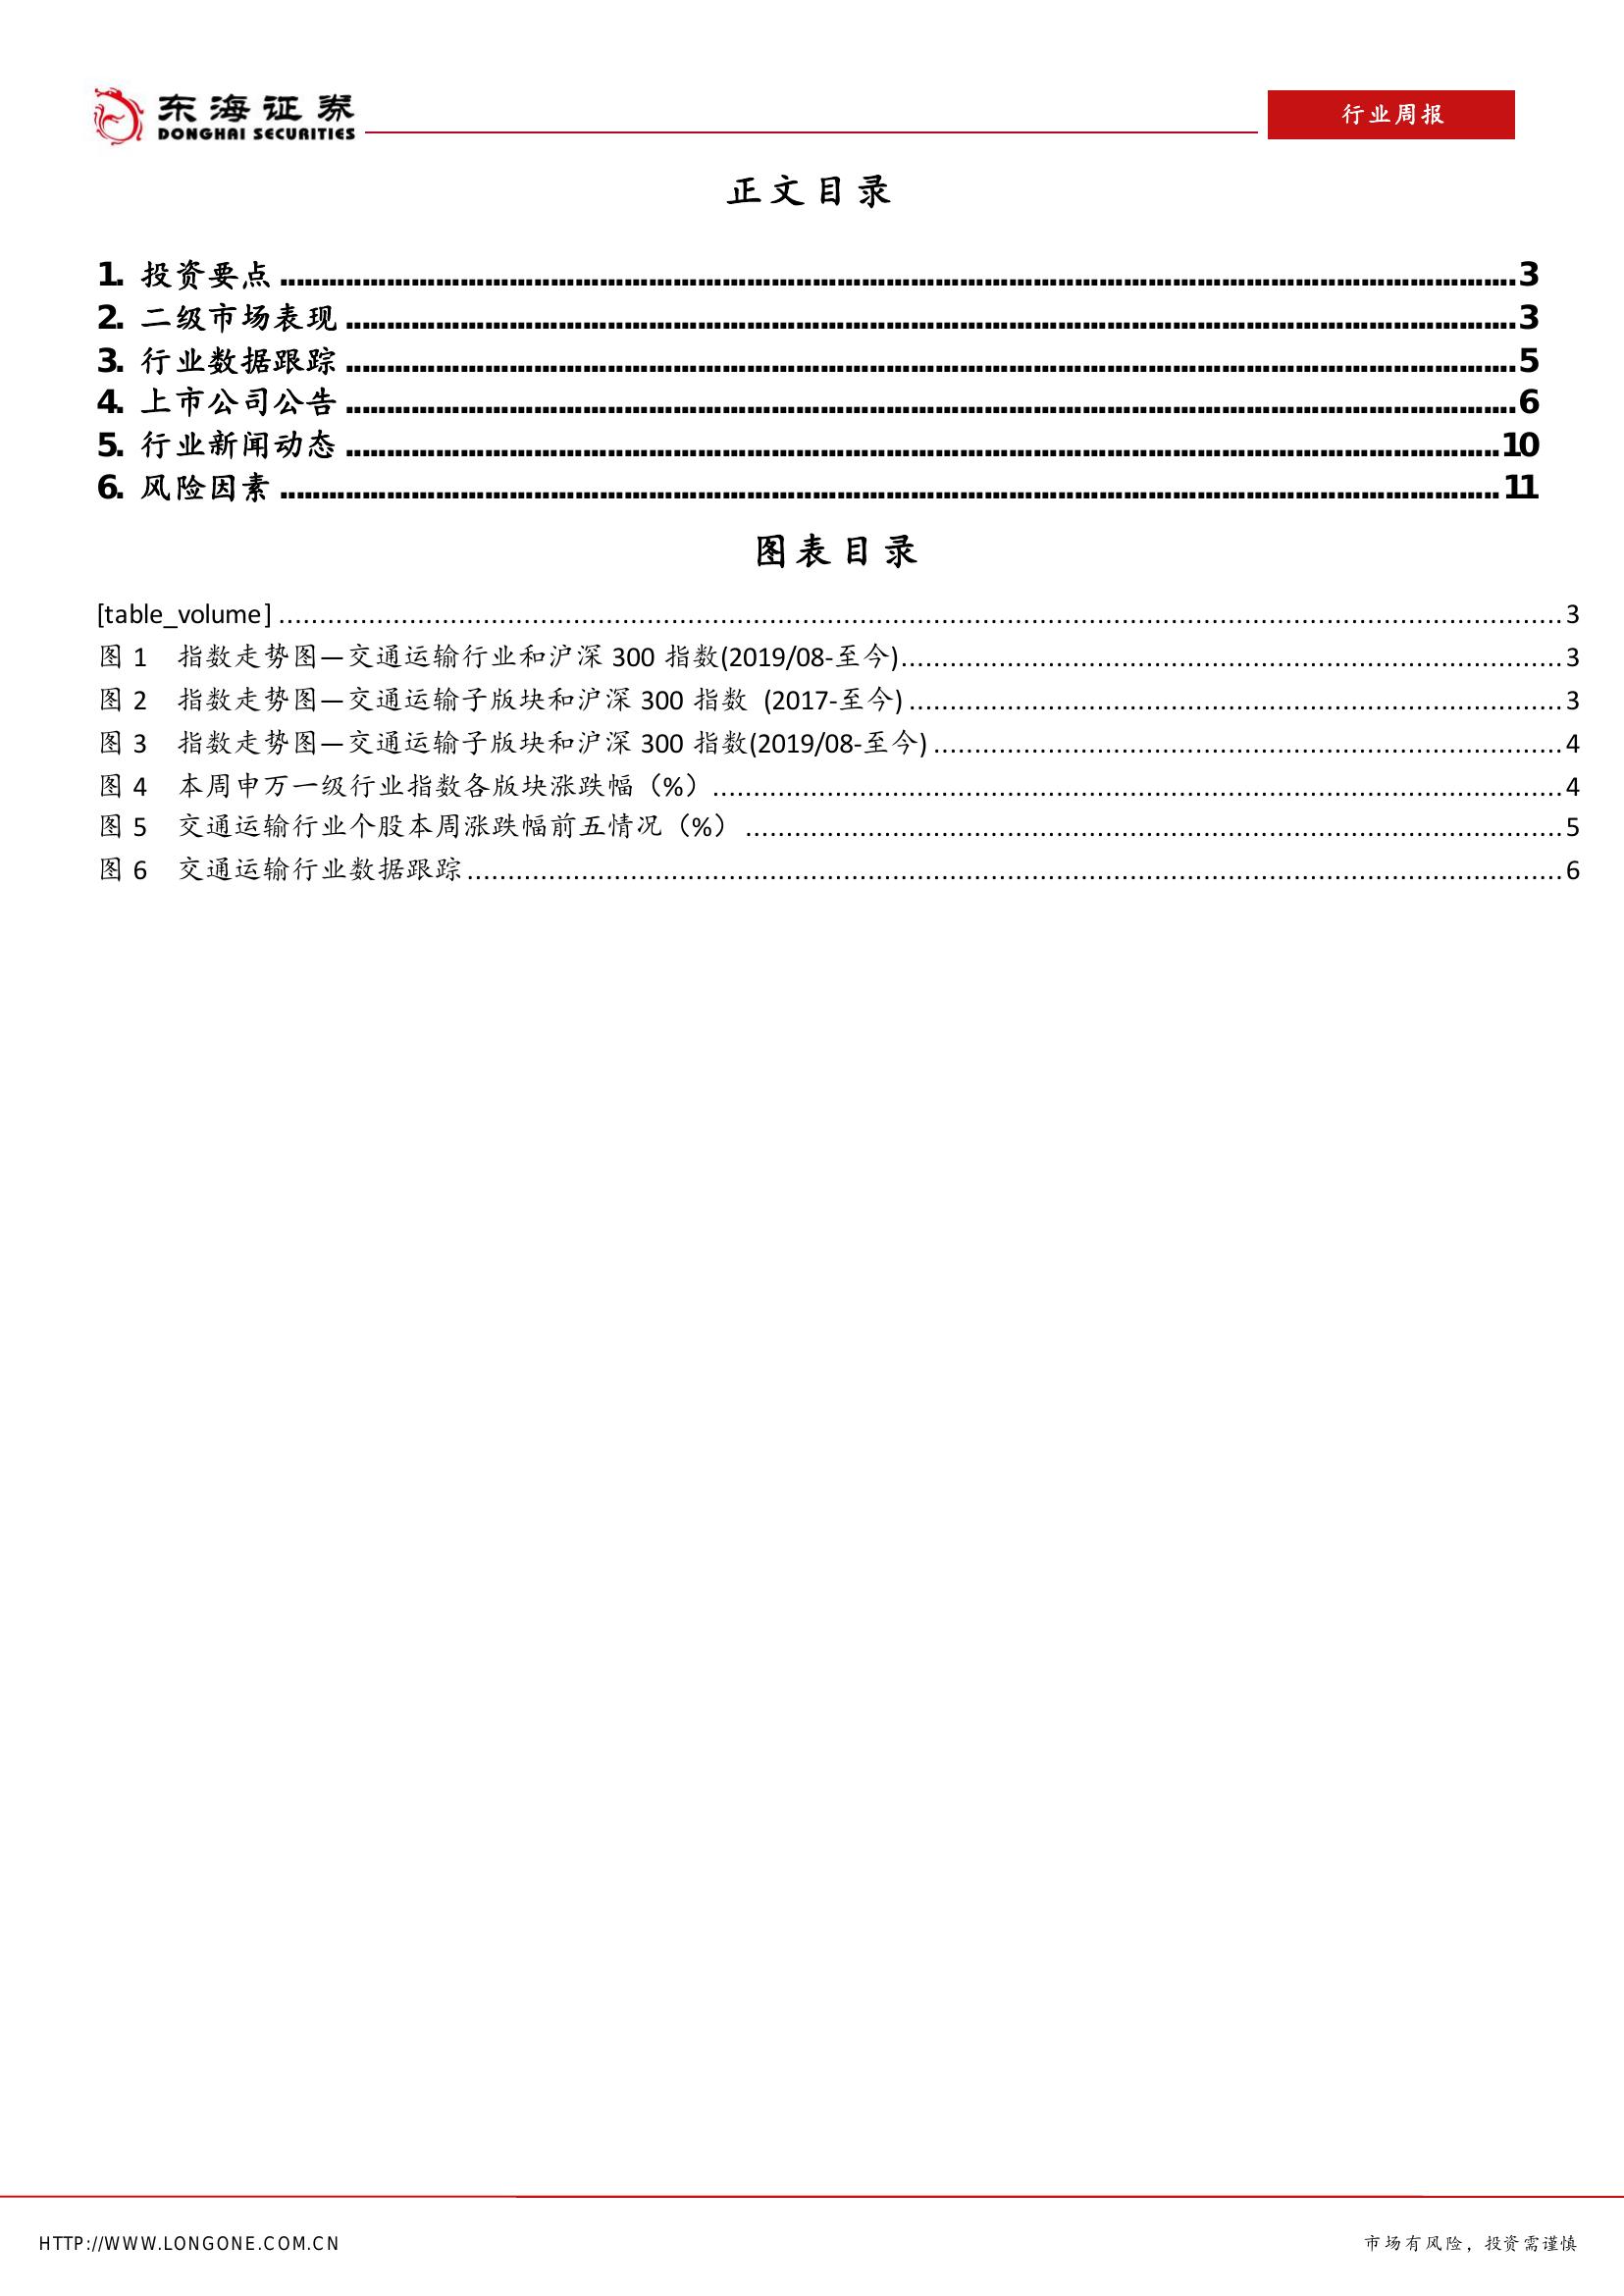 东海证券
DONGHAI SECURITIES
行业周报
正文目录
1. 投资要点........................3
2. 二级市场表现........................3
3. 行业数据跟踪........................5
4. 上市公司公告........................6
5. 行业新闻动态........................10
6. 风险因素........................11
图表目录
[table_volume]........................3
图 1 指数走势图—交通运输行业和沪深 300 指数(2019/08-至今)........................3
图 2 指数走势图—交通运输子版块和沪深 300 指数 (2017-至今)........................3
图 3 指数走势图—交通运输子版块和沪深 300 指数(2019/08-至今)........................4
图 4 本周申万一级行业指数各版块涨跌幅（%）........................4
图 5 交通运输行业个股本周涨跌幅前五情况（%）........................5
图 6 交通运输行业数据跟踪........................6
HTTP://WWW.LONGONE.COM.CN
市场有风险，投资需谨慎